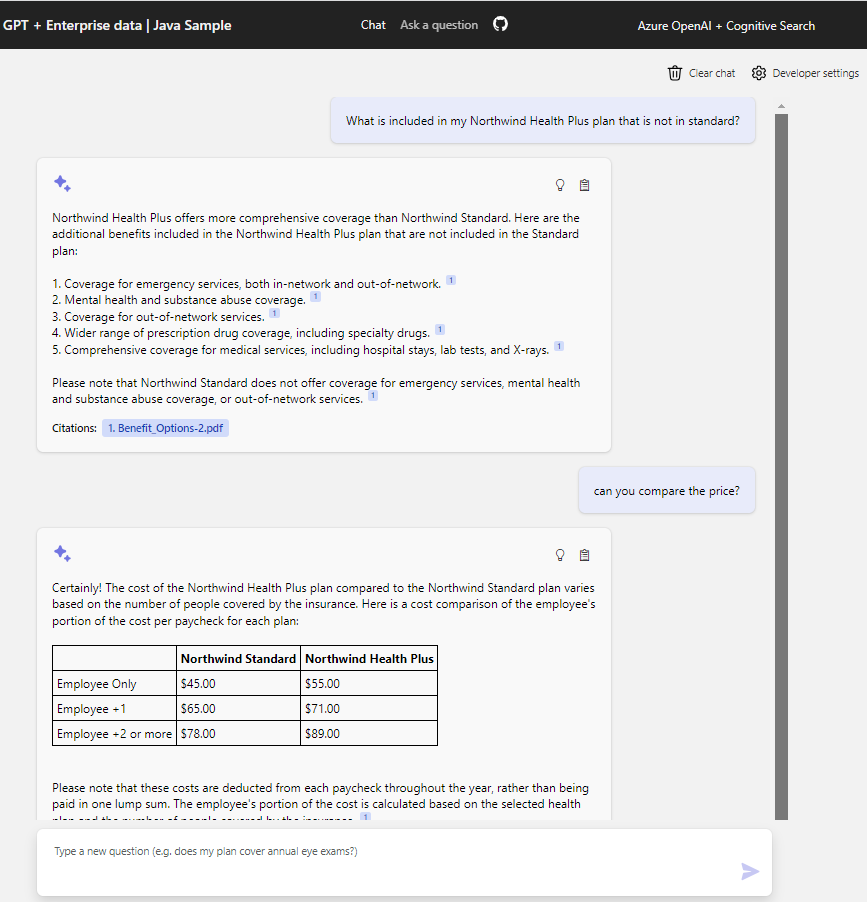 GPT + Enterprise data | Java Sample
Chat
Ask a question
Azure OpenAI + Cognitive Search
Clear chat
Developer settings
What is included in my Northwind Health Plus plan that is not in standard?
Northwind Health Plus offers more comprehensive coverage than Northwind Standard. Here are the
additional benefits included in the Northwind Health Plus plan that are not included in the Standard
plan:
1. Coverage for emergency services, both in-network and out-of-network. 1
2. Mental health and substance abuse coverage. 1
3. Coverage for out-of-network services. 1
4. Wider range of prescription drug coverage, including specialty drugs. 1
5. Comprehensive coverage for medical services, including hospital stays, lab tests, and X-rays. 1
Please note that Northwind Standard does not offer coverage for emergency services, mental health
and substance abuse coverage, or out-of-network services. 1
Citations: 1. Benefit_Options-2.pdf
can you compare the price?
Certainly! The cost of the Northwind Health Plus plan compared to the Northwind Standard plan varies
based on the number of people covered by the insurance. Here is a cost comparison of the employee's
portion of the cost per paycheck for each plan:
Northwind Standard Northwind Health Plus
Employee Only $45.00 $55.00
Employee +1 $65.00 $71.00
Employee +2 or more $78.00 $89.00
Please note that these costs are deducted from each paycheck throughout the year, rather than being
paid in one lump sum. The employee's portion of the cost is calculated based on the selected health
plan and the number of people covered by the insurance. 1
Type a new question (e.g. does my plan cover annual eye exams?)